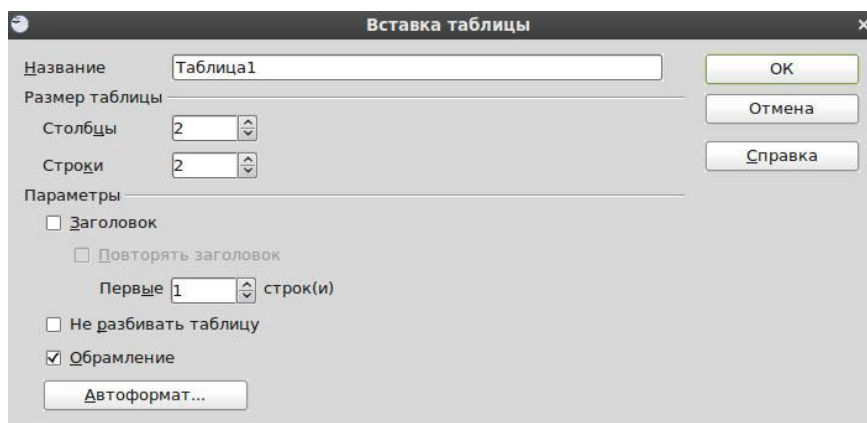 Вставка таблицы
Название Таблица1
ОК
Размер таблицы
Отмена
Столбцы 2
Строки 2
Справка
Параметры
Заголовок
Повторять заголовок
Первые 1 строк(и)
Не разбивать таблицу
Обрамление
Автоформат...